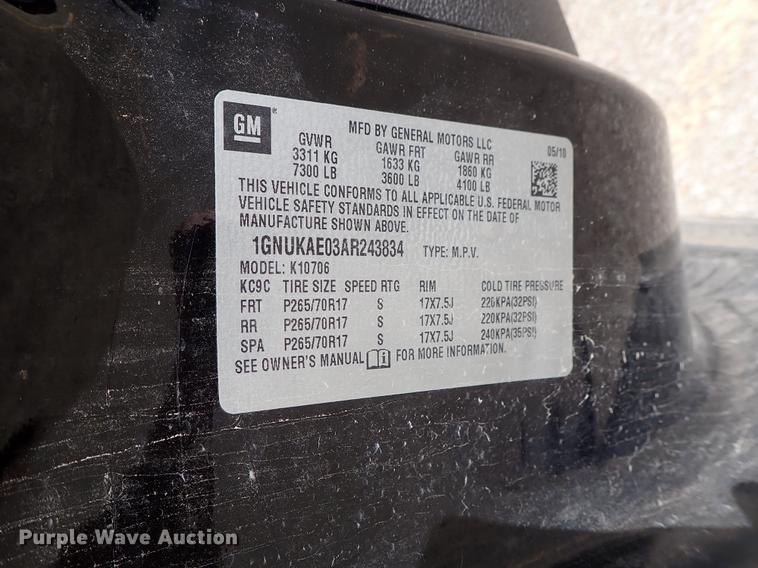 GM
MFD BY GENERAL MOTORS LLC
05/10
GVWR GAWR FRT GAWR RR
3311 KG 1633 KG 1860 KG
7300 LB 3600 LB 4100 LB
THIS VEHICLE CONFORMS TO ALL APPLICABLE U.S. FEDERAL MOTOR
VEHICLE SAFETY STANDARDS IN EFFECT ON THE DATE OF
MANUFACTURE SHOWN ABOVE.
1GNUKAE03AR243834 TYPE: M.P.V.
MODEL: K10706
KC9C TIRE SIZE SPEED RTG RIM COLD TIRE PRESSURE
FRT P265/70R17 S 17X7.5J 220KPA(32PSI)
RR P265/70R17 S 17X7.5J 220KPA(32PSI)
SPA P265/70R17 S 17X7.5J 240KPA(35PSI)
SEE OWNER'S MANUAL FOR MORE INFORMATION.
Purple Wave Auction